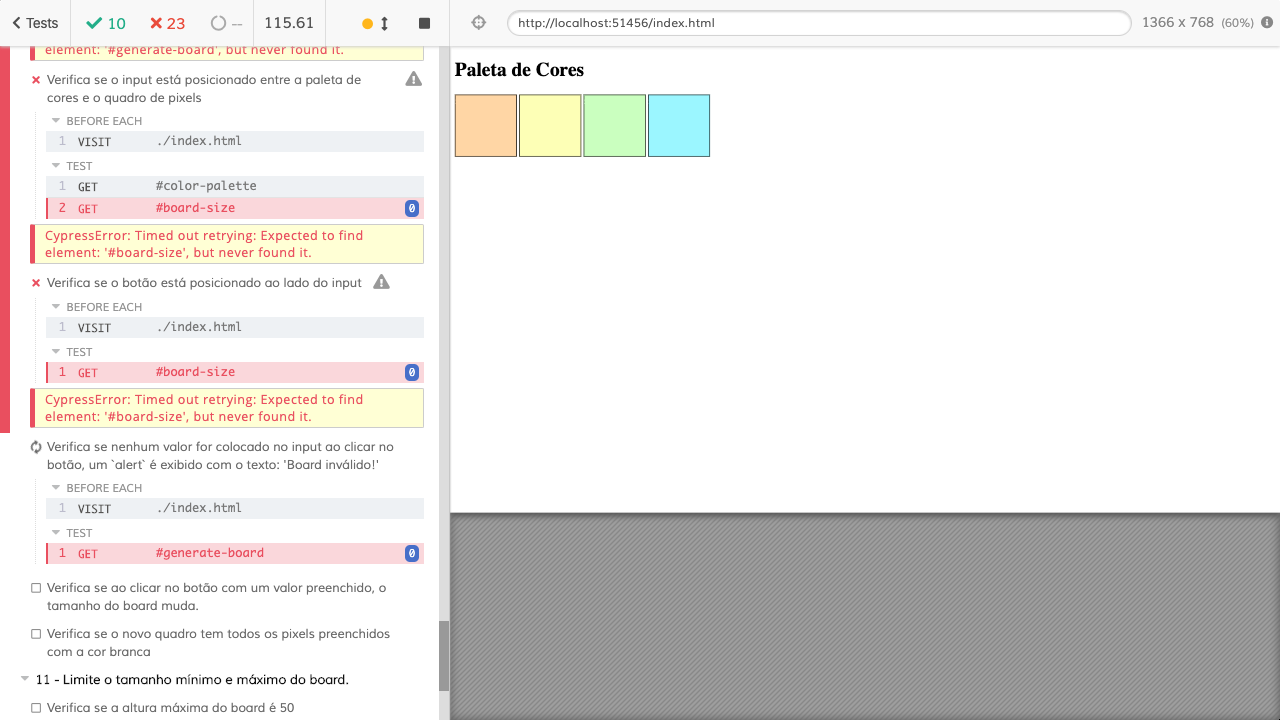 Tests 10 23 -- 115.61
http://localhost:51456/index.html 1366 x 768 (60%)
element: '#generate-board', but never found it.
Verifica se o input está posicionado entre a paleta de
cores e o quadro de pixels
BEFORE EACH
1 VISIT ./index.html
TEST
1 GET #color-palette
2 GET #board-size 0
CypressError: Timed out retrying: Expected to find
element: '#board-size', but never found it.
Verifica se o botão está posicionado ao lado do input
BEFORE EACH
1 VISIT ./index.html
TEST
1 GET #board-size 0
CypressError: Timed out retrying: Expected to find
element: '#board-size', but never found it.
Verifica se nenhum valor for colocado no input ao clicar no
botão, um `alert` é exibido com o texto: 'Board inválido!'
BEFORE EACH
1 VISIT ./index.html
TEST
1 GET #generate-board 0
Verifica se ao clicar no botão com um valor preenchido, o
tamanho do board muda.
Verifica se o novo quadro tem todos os pixels preenchidos
com a cor branca
11 - Limite o tamanho mínimo e máximo do board.
Verifica se a altura máxima do board é 50
Paleta de Cores